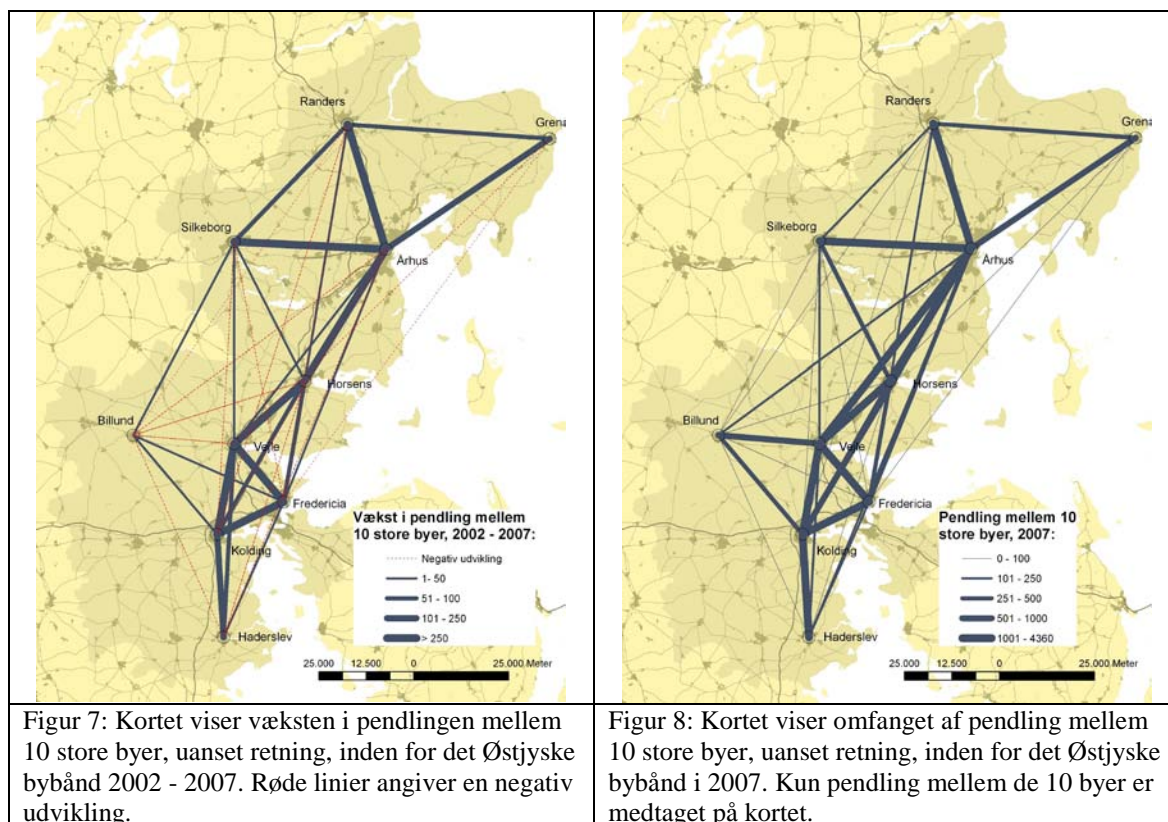 Randers
Grena
Silkeborg
Århus
Horsens
Billund
Vejle
Fredericia
Kolding
Haderslev
Vækst i pendling mellem
10 store byer, 2002 - 2007:
Negativ udvikling
1- 50
51 - 100
101 - 250
> 250
25.000 12.500 0 25.000 Meter
Randers
Grena
Silkeborg
Århus
Horsens
Billund
Vejle
Fredericia
Kolding
Haderslev
Pendling mellem 10
store byer, 2007:
0 - 100
101 - 250
251 - 500
501 - 1000
1001 - 4360
25.000 12.500 0 25.000 Meter
Figur 7: Kortet viser væksten i pendlingen mellem
10 store byer, uanset retning, inden for det Østjyske
bybånd 2002 - 2007. Røde linier angiver en negativ
udvikling.
Figur 8: Kortet viser omfanget af pendling mellem
10 store byer, uanset retning, inden for det Østjyske
bybånd i 2007. Kun pendling mellem de 10 byer er
medtaget på kortet.